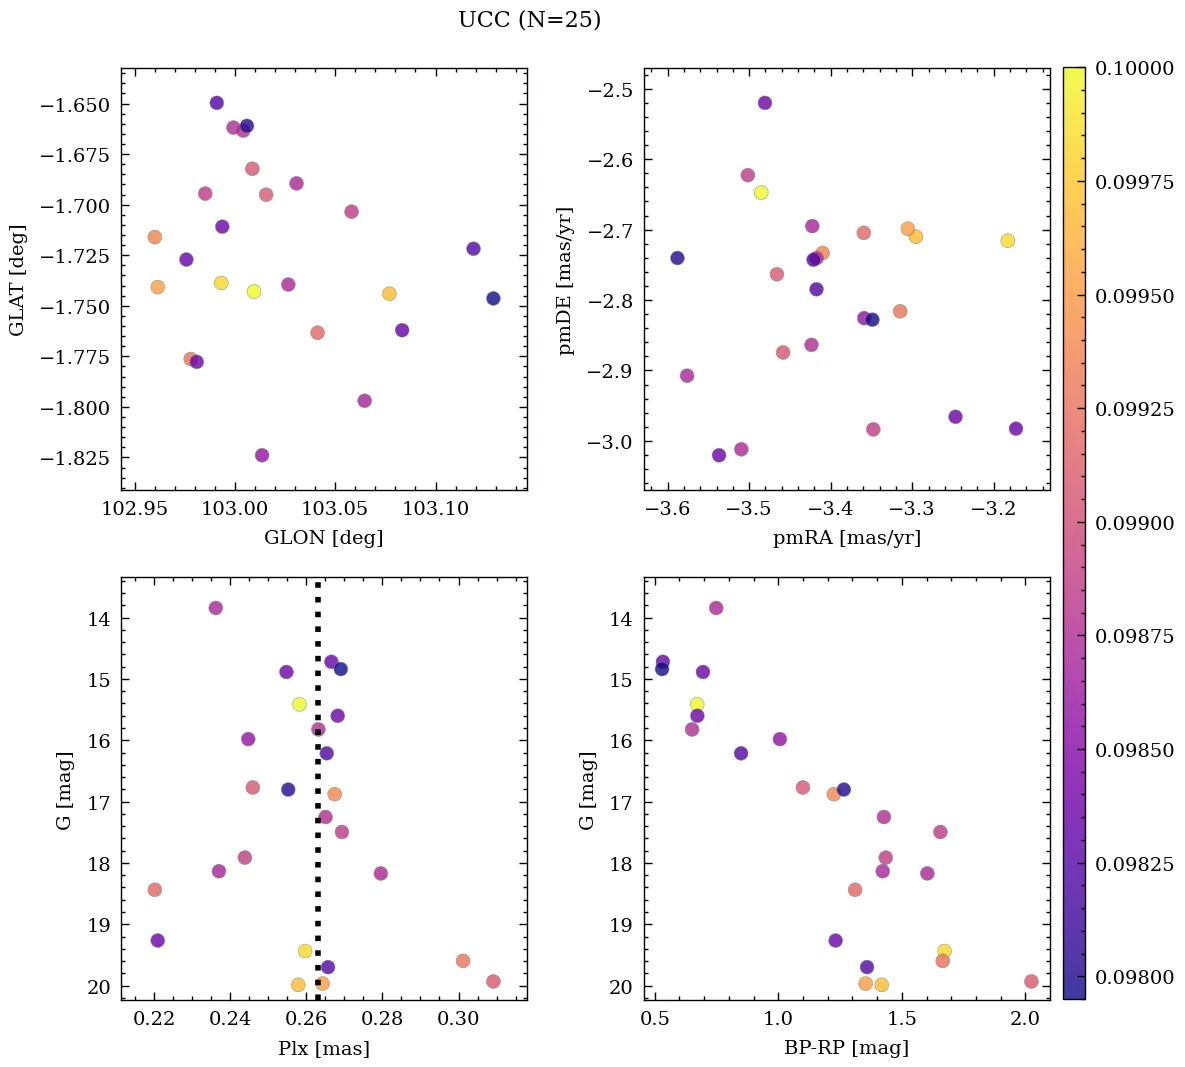 UCC (N=25)
−1.650
−1.675
−1.700
−1.725
−1.750
−1.775
−1.800
−1.825
GLAT [deg]
102.95 103.00 103.05 103.10
GLON [deg]
−2.5
−2.6
−2.7
−2.8
−2.9
−3.0
pmDE [mas/yr]
−3.6 −3.5 −3.4 −3.3 −3.2
pmRA [mas/yr]
14
15
16
17
18
19
20
G [mag]
0.22 0.24 0.26 0.28 0.30
Plx [mas]
14
15
16
17
18
19
20
G [mag]
0.5 1.0 1.5 2.0
BP-RP [mag]
0.10000
0.09975
0.09950
0.09925
0.09900
0.09875
0.09850
0.09825
0.09800